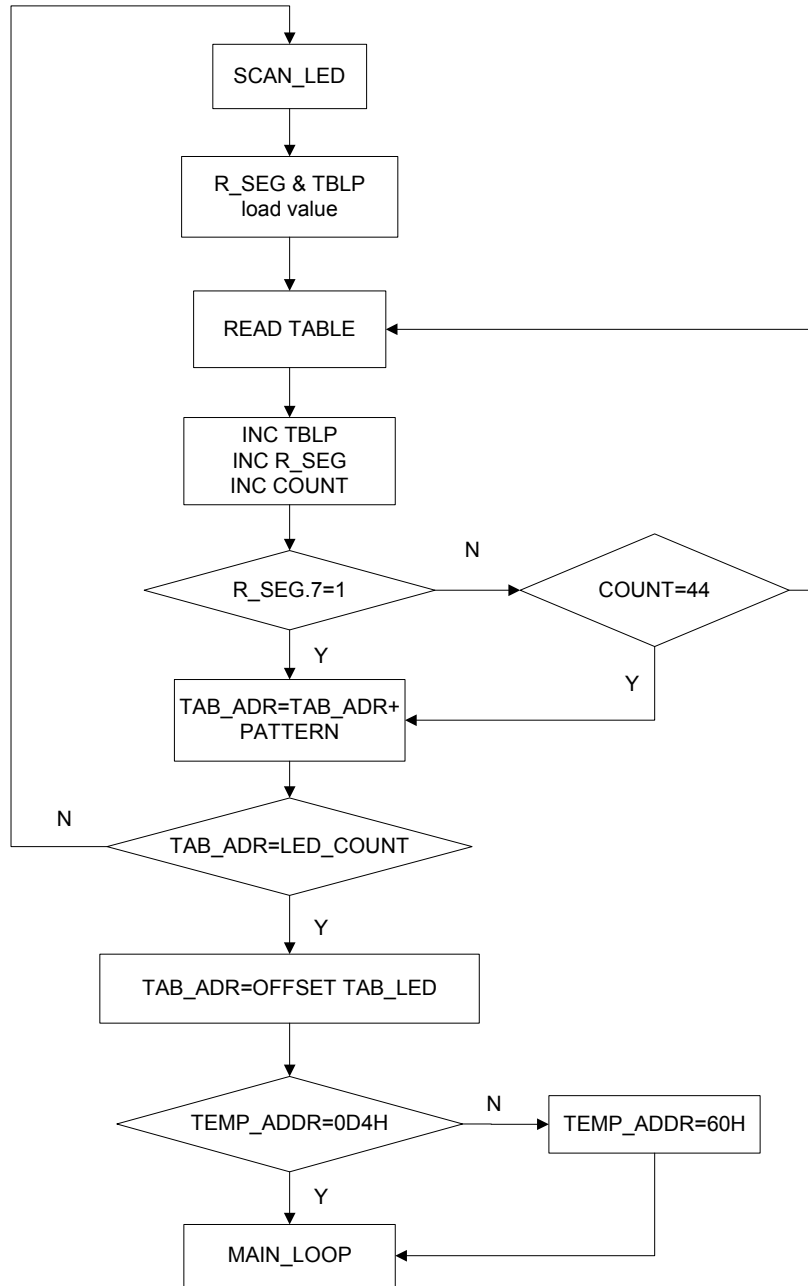 SCAN_LED
R_SEG & TBLP
load value
READ TABLE
INC TBLP
INC R_SEG
INC COUNT
R_SEG.7=1
N
COUNT=44
Y
Y
TAB_ADR=TAB_ADR+
PATTERN
N
TAB_ADR=LED_COUNT
Y
TAB_ADR=OFFSET TAB_LED
TEMP_ADDR=0D4H
N
TEMP_ADDR=60H
Y
MAIN_LOOP